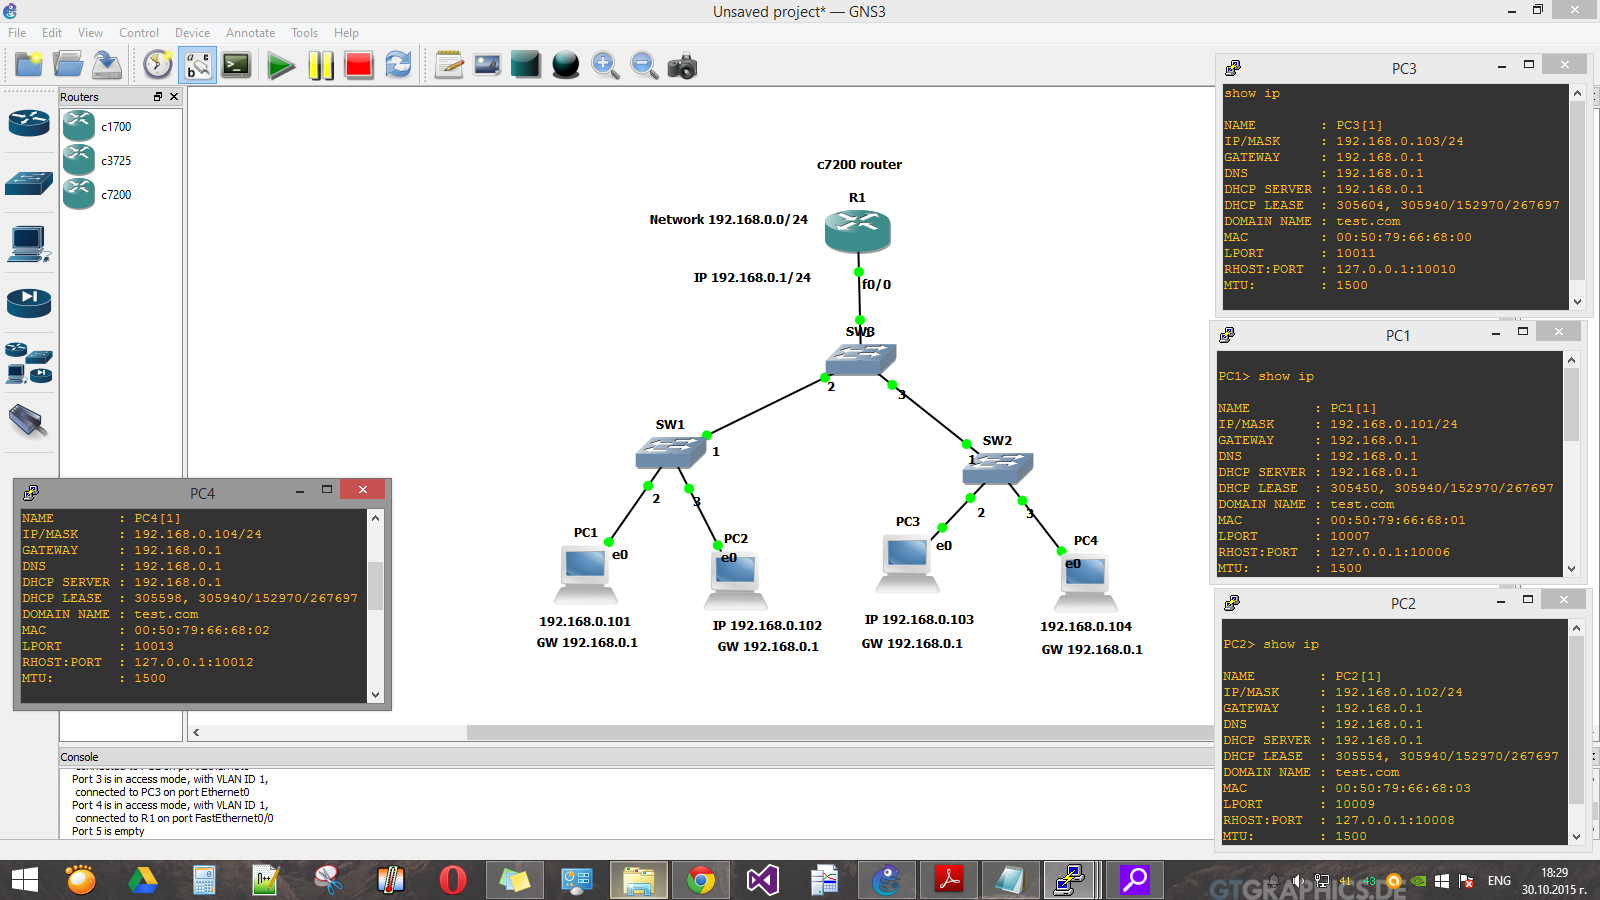 Unsaved project* — GNS3
File Edit View Control Device Annotate Tools Help
Routers
c1700
c3725
c7200
c7200 router
R1
Network 192.168.0.0/24
IP 192.168.0.1/24
f0/0
SW3
1
2
3
SW1
1
2
3
SW2
1
2
3
PC1
e0
PC2
e0
PC3
e0
PC4
e0
192.168.0.101
GW 192.168.0.1
IP 192.168.0.102
GW 192.168.0.1
IP 192.168.0.103
GW 192.168.0.1
192.168.0.104
GW 192.168.0.1
PC3
show ip
NAME : PC3[1]
IP/MASK : 192.168.0.103/24
GATEWAY : 192.168.0.1
DNS : 192.168.0.1
DHCP SERVER : 192.168.0.1
DHCP LEASE : 305604, 305940/152970/267697
DOMAIN NAME : test.com
MAC : 00:50:79:66:68:00
LPORT : 10011
RHOST:PORT : 127.0.0.1:10010
MTU: : 1500
PC1
PC1> show ip
NAME : PC1[1]
IP/MASK : 192.168.0.101/24
GATEWAY : 192.168.0.1
DNS : 192.168.0.1
DHCP SERVER : 192.168.0.1
DHCP LEASE : 305450, 305940/152970/267697
DOMAIN NAME : test.com
MAC : 00:50:79:66:68:01
LPORT : 10007
RHOST:PORT : 127.0.0.1:10006
MTU: : 1500
PC4
NAME : PC4[1]
IP/MASK : 192.168.0.104/24
GATEWAY : 192.168.0.1
DNS : 192.168.0.1
DHCP SERVER : 192.168.0.1
DHCP LEASE : 305598, 305940/152970/267697
DOMAIN NAME : test.com
MAC : 00:50:79:66:68:02
LPORT : 10013
RHOST:PORT : 127.0.0.1:10012
MTU: : 1500
PC2
PC2> show ip
NAME : PC2[1]
IP/MASK : 192.168.0.102/24
GATEWAY : 192.168.0.1
DNS : 192.168.0.1
DHCP SERVER : 192.168.0.1
DHCP LEASE : 305554, 305940/152970/267697
DOMAIN NAME : test.com
MAC : 00:50:79:66:68:03
LPORT : 10009
RHOST:PORT : 127.0.0.1:10008
MTU: : 1500
Console
Port 3 is in access mode, with VLAN ID 1,
connected to PC3 on port Ethernet0
Port 4 is in access mode, with VLAN ID 1,
connected to R1 on port FastEthernet0/0
Port 5 is empty
41 43 ENG 18:29
30.10.2015 г.
GTGRAPHICS.DE